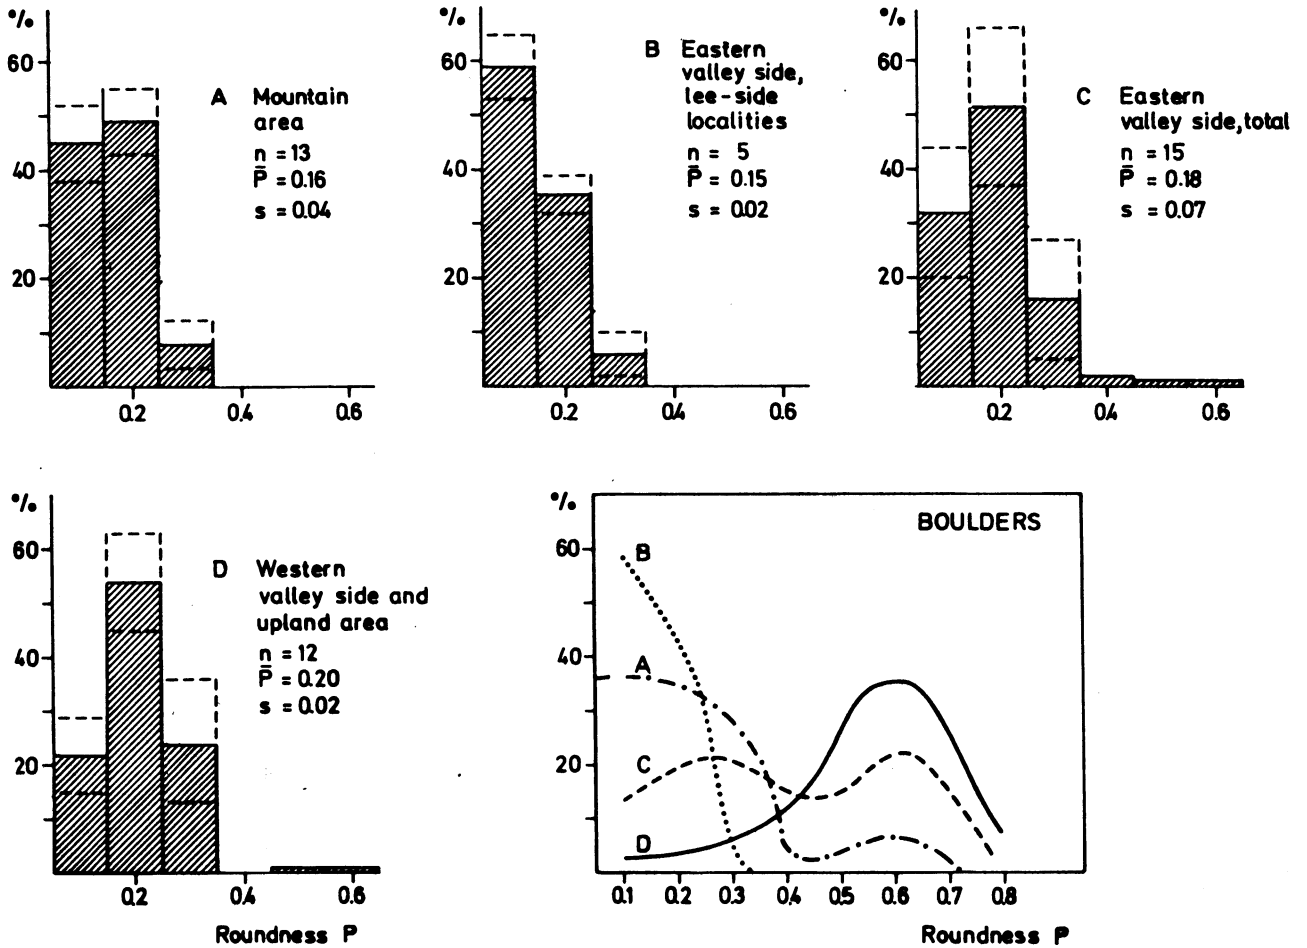 %
60
40
20
0.2
0.4
0.6
A Mountain
area
n = 13
P̄ = 0.16
s = 0.04
%
60
40
20
0.2
0.4
0.6
B Eastern
valley side,
lee-side
localities
n = 5
P̄ = 0.15
s = 0.02
%
60
40
20
0.2
0.4
0.6
C Eastern
valley side, total
n = 15
P̄ = 0.18
s = 0.07
%
60
40
20
0.2
0.4
0.6
Roundness P
D Western
valley side and
upland area
n = 12
P̄ = 0.20
s = 0.02
%
60
40
20
BOULDERS
B
A
C
D
0.1 0.2 0.3 0.4 0.5 0.6 0.7 0.8
Roundness P